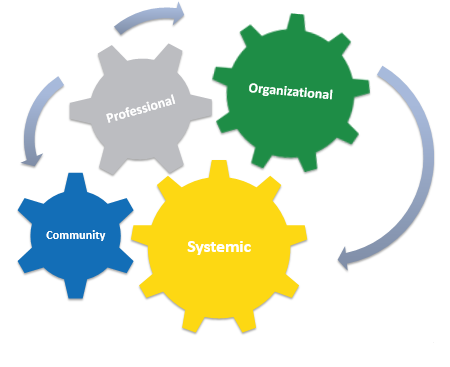 Professional
Organizational
Community
Systemic